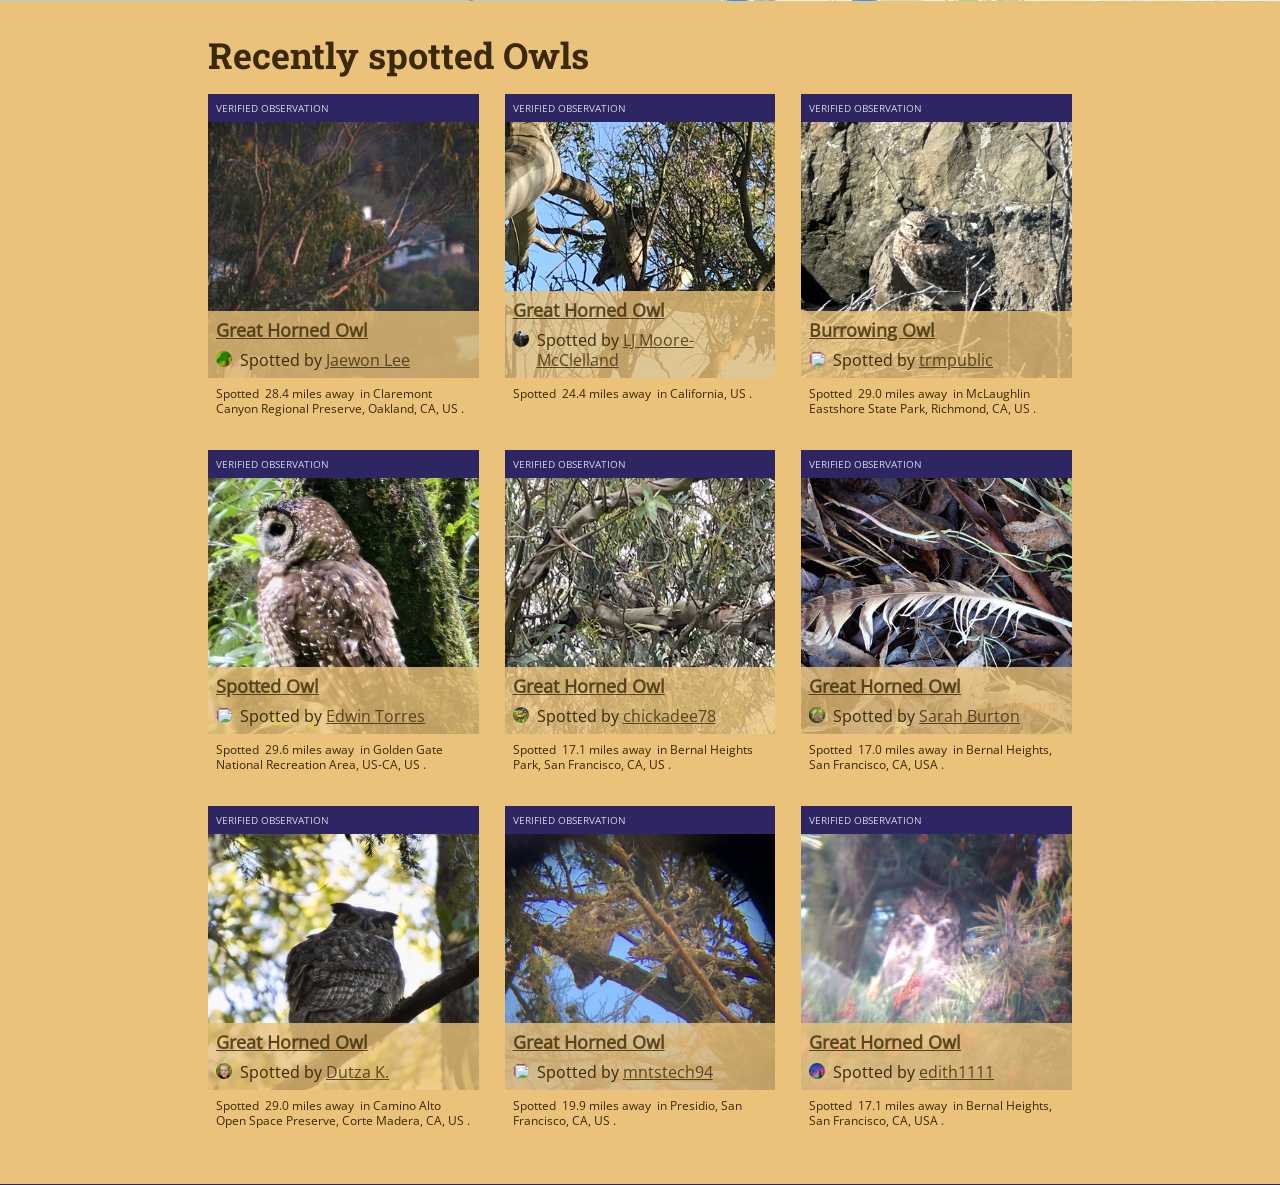 Recently spotted Owls
VERIFIED OBSERVATION
Great Horned Owl
Spotted by Jaewon Lee
Spotted 28.4 miles away in Claremont
Canyon Regional Preserve, Oakland, CA, US .
VERIFIED OBSERVATION
Great Horned Owl
Spotted by LJ Moore-
McClelland
Spotted 24.4 miles away in California, US .
VERIFIED OBSERVATION
Burrowing Owl
Spotted by trmpublic
Spotted 29.0 miles away in McLaughlin
Eastshore State Park, Richmond, CA, US .
VERIFIED OBSERVATION
Spotted Owl
Spotted by Edwin Torres
Spotted 29.6 miles away in Golden Gate
National Recreation Area, US-CA, US .
VERIFIED OBSERVATION
Great Horned Owl
Spotted by chickadee78
Spotted 17.1 miles away in Bernal Heights
Park, San Francisco, CA, US .
VERIFIED OBSERVATION
Great Horned Owl
Spotted by Sarah Burton
Spotted 17.0 miles away in Bernal Heights,
San Francisco, CA, USA .
VERIFIED OBSERVATION
Great Horned Owl
Spotted by Dutza K.
Spotted 29.0 miles away in Camino Alto
Open Space Preserve, Corte Madera, CA, US .
VERIFIED OBSERVATION
Great Horned Owl
Spotted by mntstech94
Spotted 19.9 miles away in Presidio, San
Francisco, CA, US .
VERIFIED OBSERVATION
Great Horned Owl
Spotted by edith1111
Spotted 17.1 miles away in Bernal Heights,
San Francisco, CA, USA .